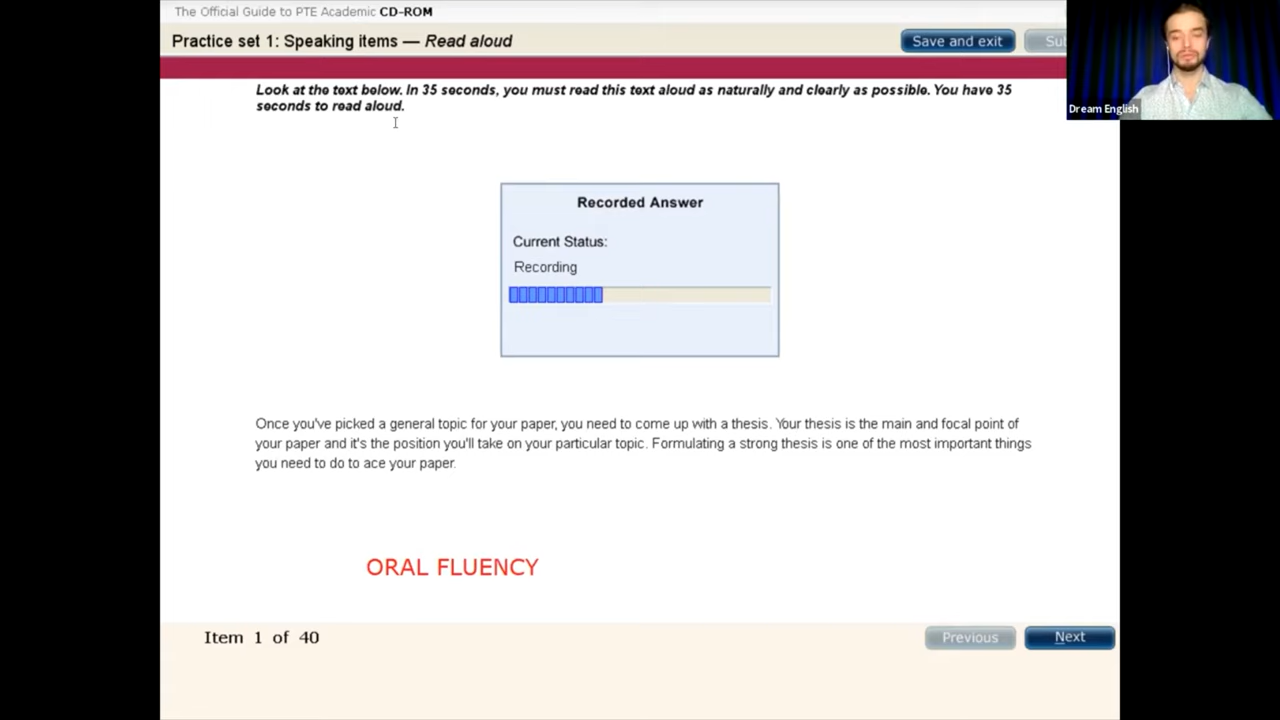 The Official Guide to PTE Academic CD-ROM
Practice set 1: Speaking items — Read aloud
Save and exit
Dream English
Look at the text below. In 35 seconds, you must read this text aloud as naturally and clearly as possible. You have 35
seconds to read aloud.
Recorded Answer
Current Status:
Recording
Once you've picked a general topic for your paper, you need to come up with a thesis. Your thesis is the main and focal point of
your paper and it's the position you'll take on your particular topic. Formulating a strong thesis is one of the most important things
you need to do to ace your paper.
ORAL FLUENCY
Item 1 of 40
Previous
Next